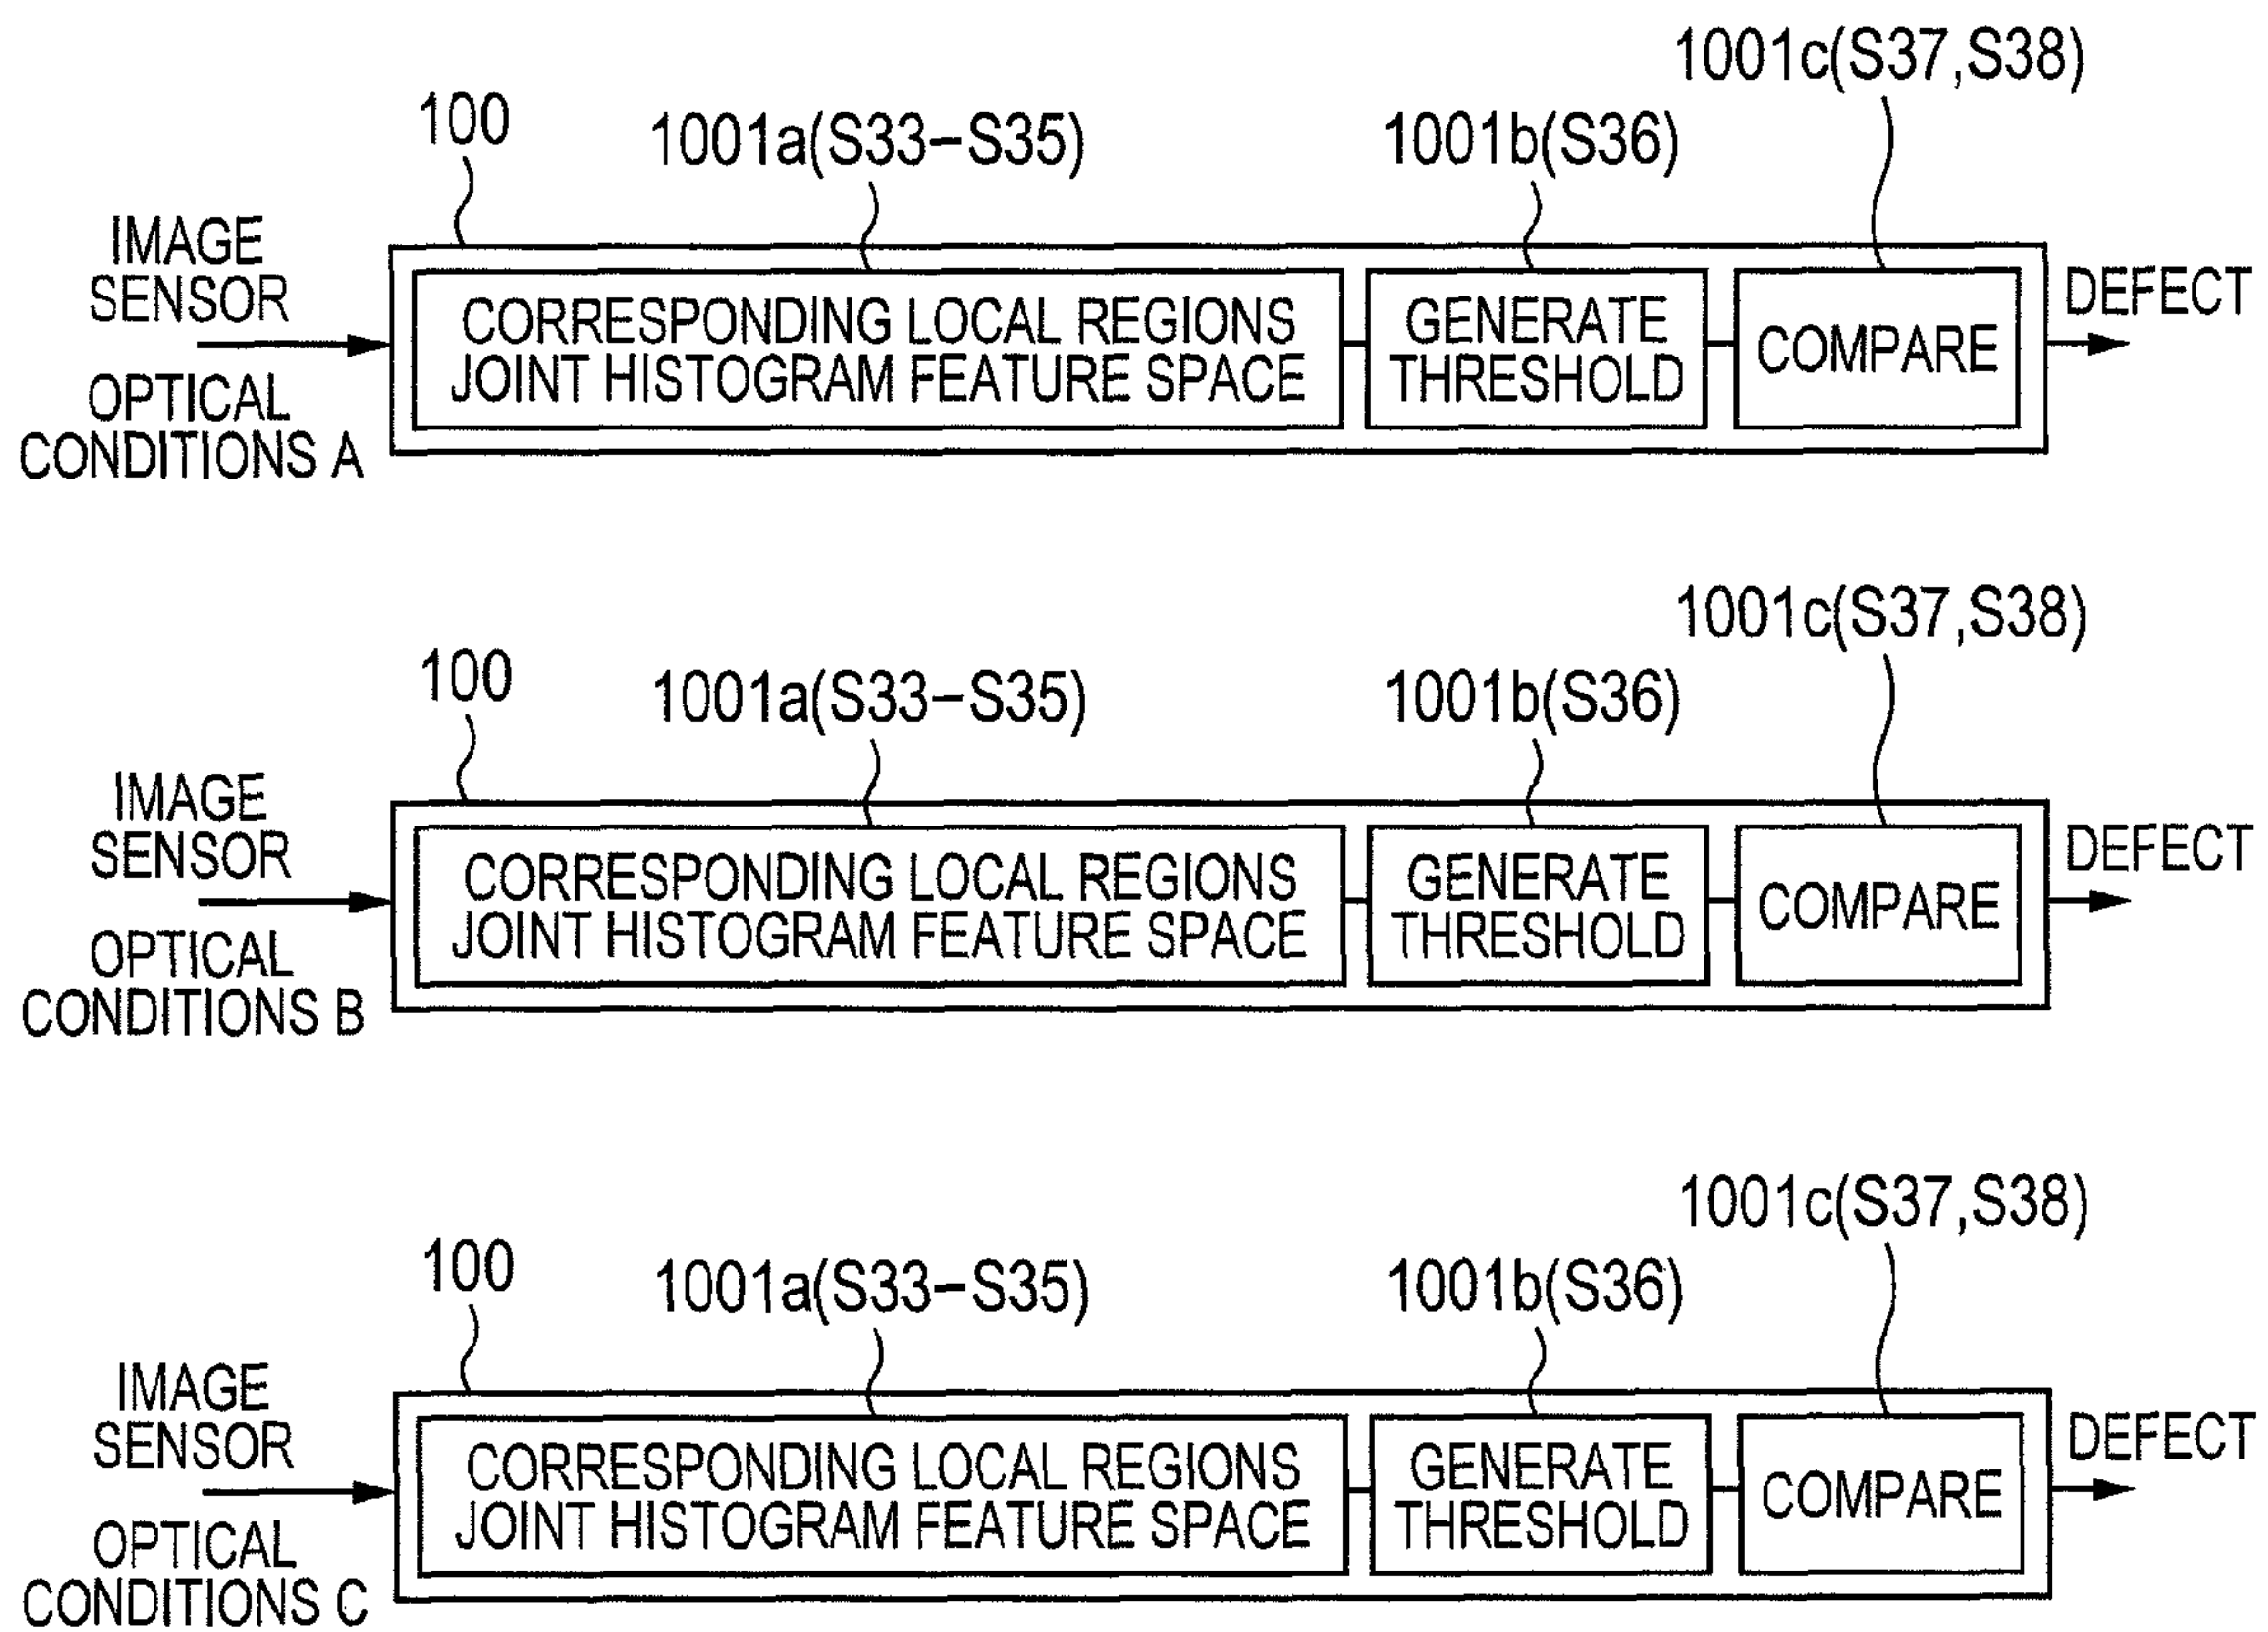 1001c(S37,S38)
100
1001a(S33-S35)
1001b(S36)
IMAGE
SENSOR
OPTICAL
CONDITIONS A
CORRESPONDING LOCAL REGIONS
JOINT HISTOGRAM FEATURE SPACE
GENERATE
THRESHOLD
COMPARE
DEFECT
1001c(S37,S38)
100
1001a(S33-S35)
1001b(S36)
IMAGE
SENSOR
OPTICAL
CONDITIONS B
CORRESPONDING LOCAL REGIONS
JOINT HISTOGRAM FEATURE SPACE
GENERATE
THRESHOLD
COMPARE
DEFECT
1001c(S37,S38)
100
1001a(S33-S35)
1001b(S36)
IMAGE
SENSOR
OPTICAL
CONDITIONS C
CORRESPONDING LOCAL REGIONS
JOINT HISTOGRAM FEATURE SPACE
GENERATE
THRESHOLD
COMPARE
DEFECT